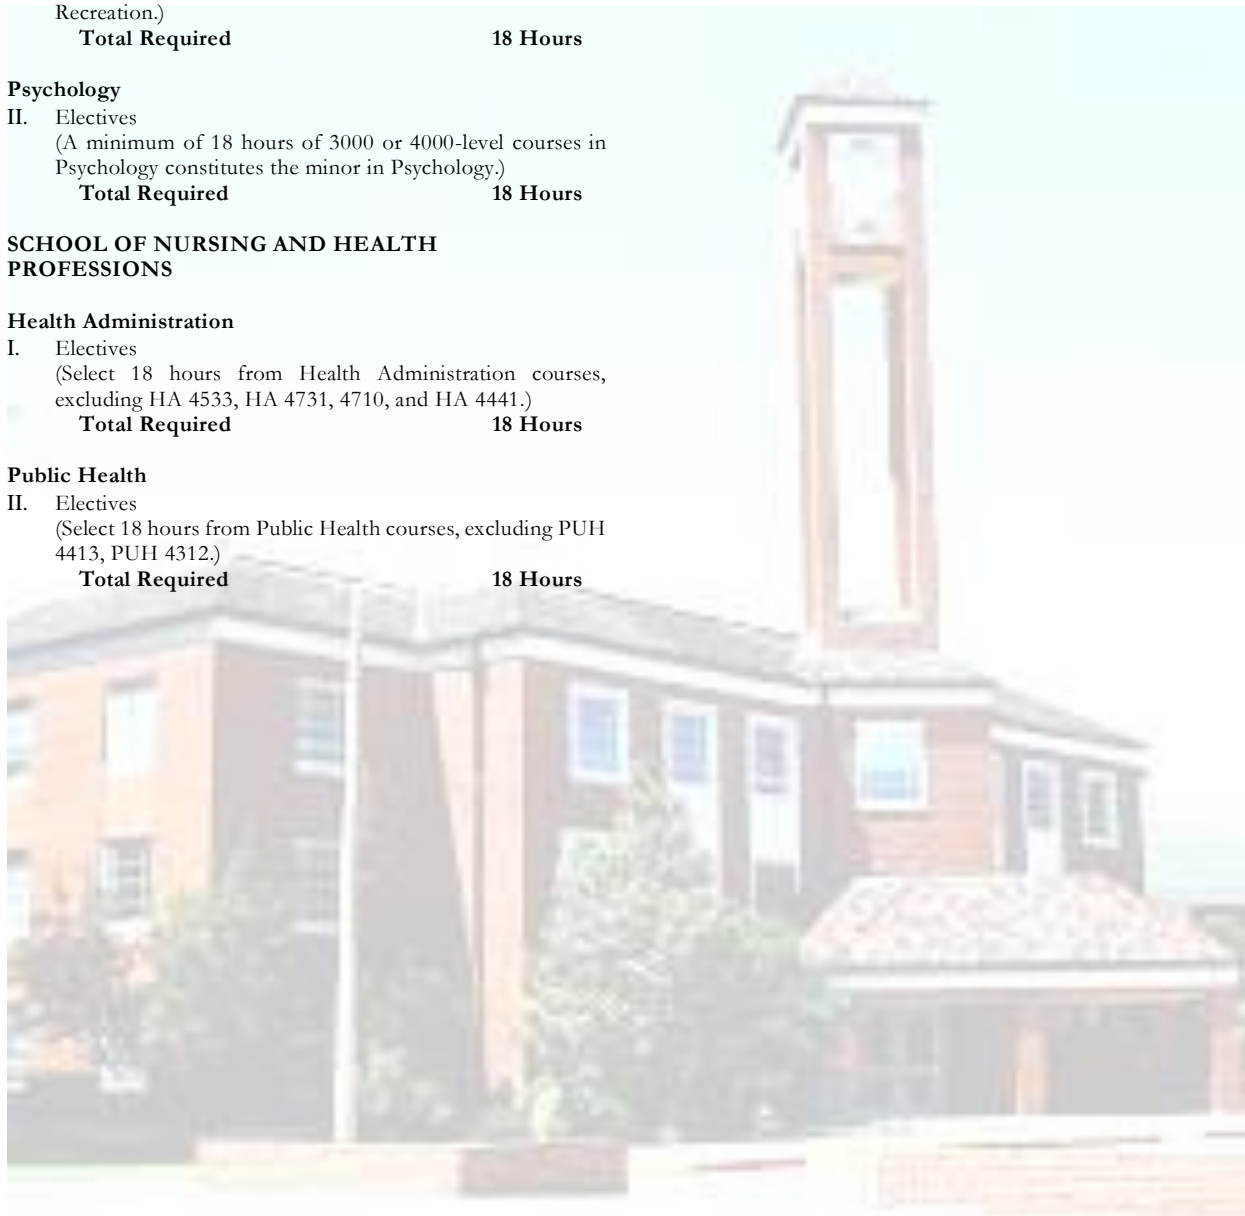 Recreation.)
Total Required 18 Hours
Psychology
II. Electives
(A minimum of 18 hours of 3000 or 4000-level courses in
Psychology constitutes the minor in Psychology.)
Total Required 18 Hours
SCHOOL OF NURSING AND HEALTH
PROFESSIONS
Health Administration
I. Electives
(Select 18 hours from Health Administration courses,
excluding HA 4533, HA 4731, 4710, and HA 4441.)
Total Required 18 Hours
Public Health
II. Electives
(Select 18 hours from Public Health courses, excluding PUH
4413, PUH 4312.)
Total Required 18 Hours